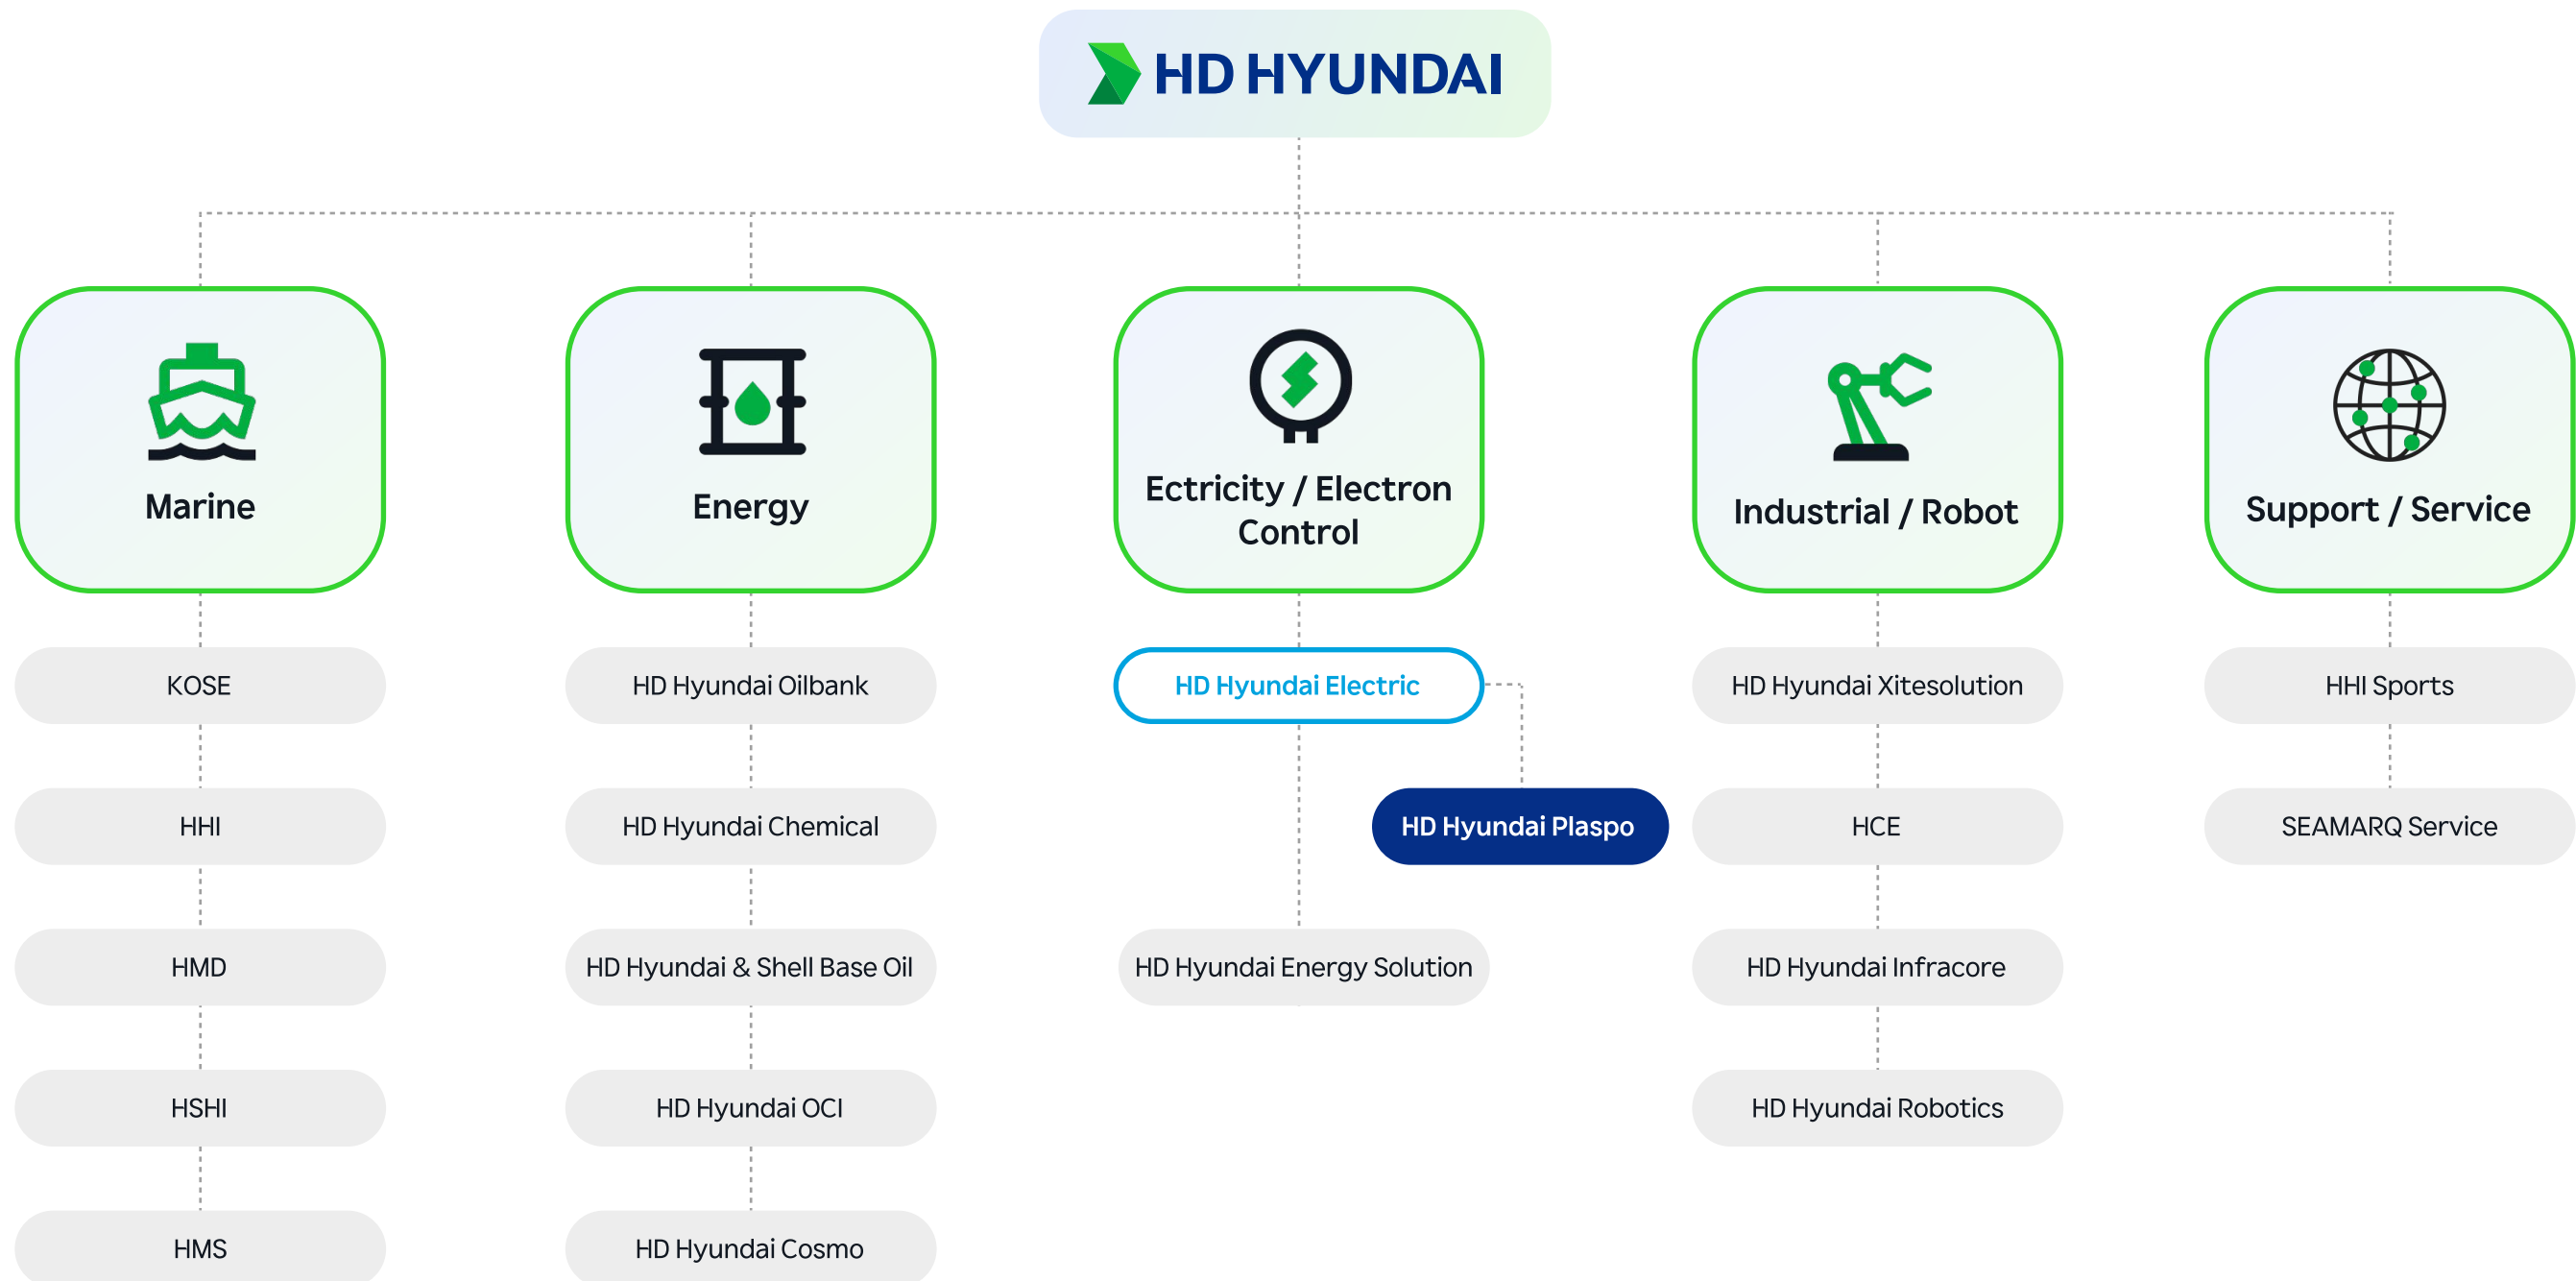 HD HYUNDAI
Marine
Energy
Ectricity / Electron
Control
Industrial / Robot
Support / Service
KOSE
HD Hyundai Oilbank
HD Hyundai Electric
HD Hyundai Xitesolution
HHI Sports
HHI
HD Hyundai Chemical
HD Hyundai Plaspo
HCE
SEAMARQ Service
HMD
HD Hyundai & Shell Base Oil
HD Hyundai Energy Solution
HD Hyundai Infracore
HSHI
HD Hyundai OCI
HD Hyundai Robotics
HMS
HD Hyundai Cosmo